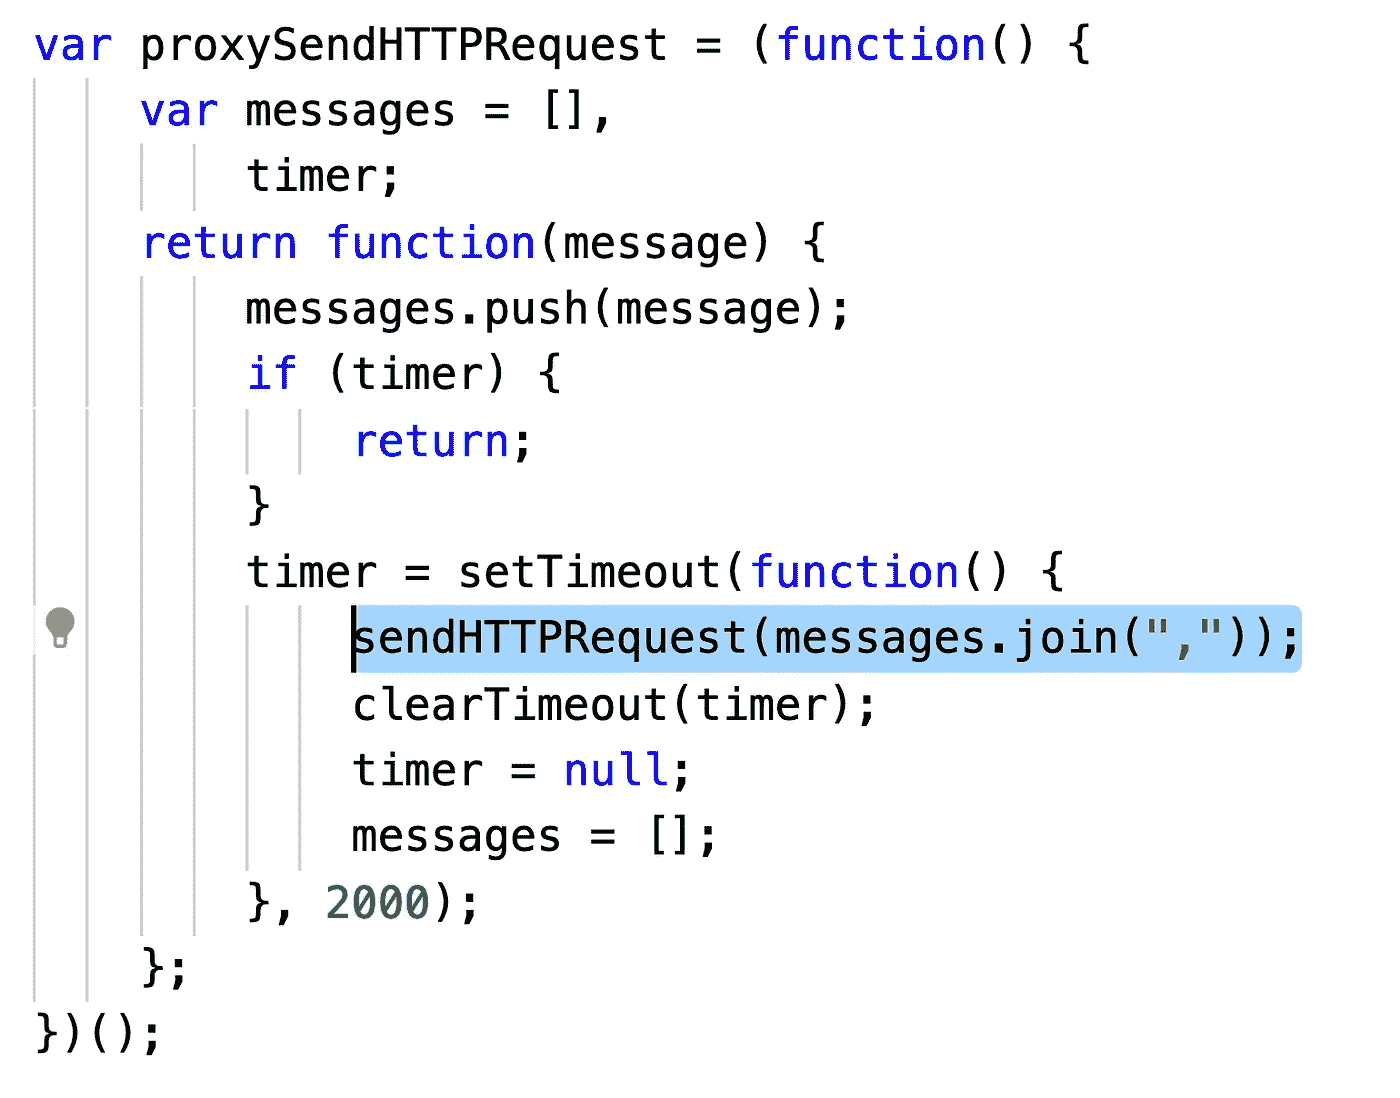 var proxySendHTTPRequest = (function() {
    var messages = [],
        timer;
    return function(message) {
        messages.push(message);
        if (timer) {
            return;
        }
        timer = setTimeout(function() {
            sendHTTPRequest(messages.join(","));
            clearTimeout(timer);
            timer = null;
            messages = [];
        }, 2000);
    };
})();